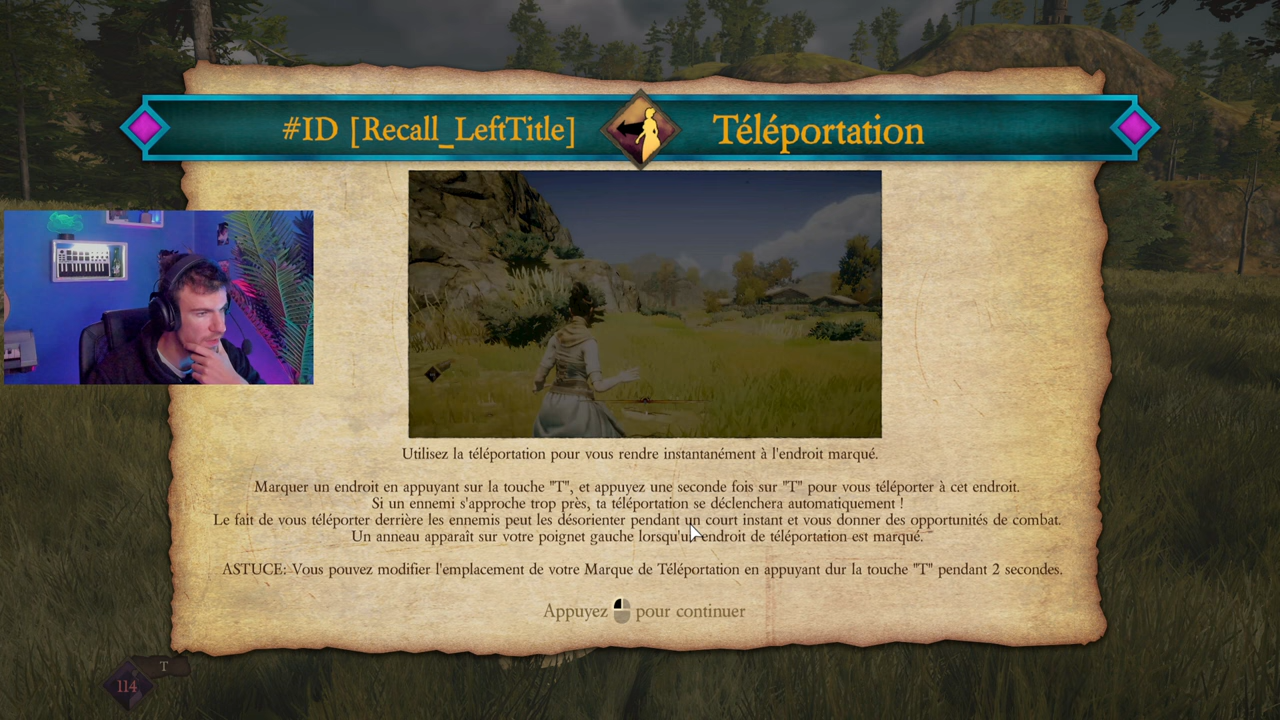 #ID [Recall_LeftTitle] Téléportation
Utilisez la téléportation pour vous rendre instantanément à l'endroit marqué.
Marquer un endroit en appuyant sur la touche "T", et appuyez une seconde fois sur "T" pour vous téléporter à cet endroit.
Si un ennemi s'approche trop près, ta téléportation se déclenchera automatiquement !
Le fait de vous téléporter derrière les ennemis peut les désorienter pendant un court instant et vous donner des opportunités de combat.
Un anneau apparaît sur votre poignet gauche lorsqu'un endroit de téléportation est marqué.
ASTUCE: Vous pouvez modifier l'emplacement de votre Marque de Téléportation en appuyant dur la touche "T" pendant 2 secondes.
Appuyez pour continuer
T
114